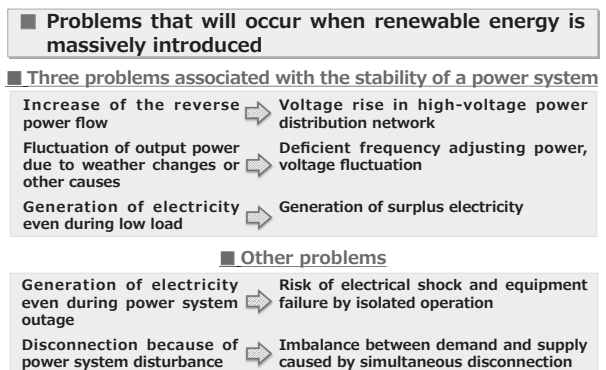 ■ Problems that will occur when renewable energy is
massively introduced
■ Three problems associated with the stability of a power system
Increase of the reverse
power flow
Voltage rise in high-voltage power
distribution network
Fluctuation of output power
due to weather changes or
other causes
Deficient frequency adjusting power,
voltage fluctuation
Generation of electricity
even during low load
Generation of surplus electricity
■ Other problems
Generation of electricity
even during power system
outage
Risk of electrical shock and equipment
failure by isolated operation
Disconnection because of
power system disturbance
Imbalance between demand and supply
caused by simultaneous disconnection